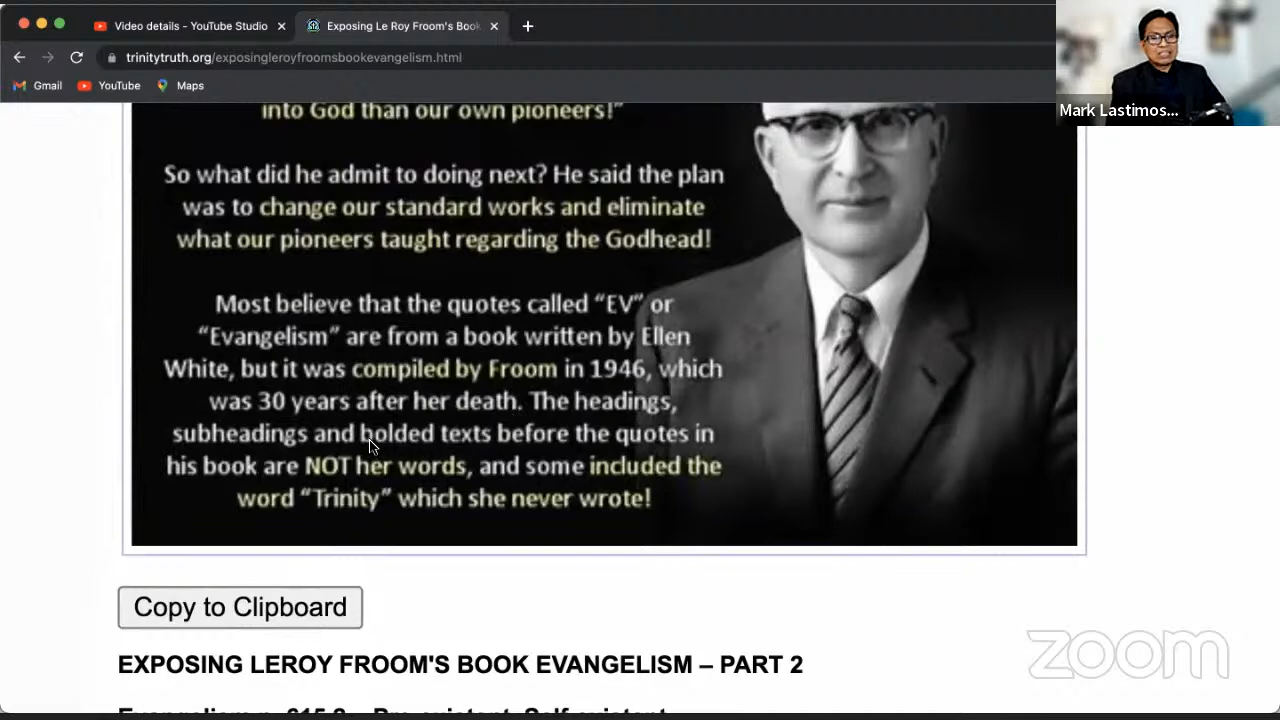 Video details - YouTube Studio
Exposing Le Roy Froom's Book
trinitytruth.org/exposingleroyfroomsbookevangelism.html
Gmail
YouTube
Maps
Mark Lastimos...
into God than our own pioneers!"
So what did he admit to doing next? He said the plan
was to change our standard works and eliminate
what our pioneers taught regarding the Godhead!
Most believe that the quotes called “EV” or
“Evangelism” are from a book written by Ellen
White, but it was compiled by Froom in 1946, which
was 30 years after her death. The headings,
subheadings and bolded texts before the quotes in
his book are NOT her words, and some included the
word “Trinity” which she never wrote!
Copy to Clipboard
EXPOSING LEROY FROOM'S BOOK EVANGELISM – PART 2
zoom